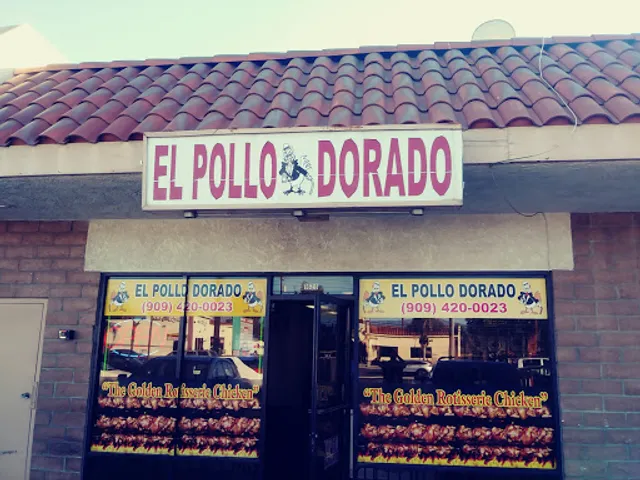 EL POLLO DORADO
EL POLLO DORADO
(909) 420-0023
"The Golden Rotisserie Chicken"
EL POLLO DORADO
(909) 420-0023
"The Golden Rotisserie Chicken"